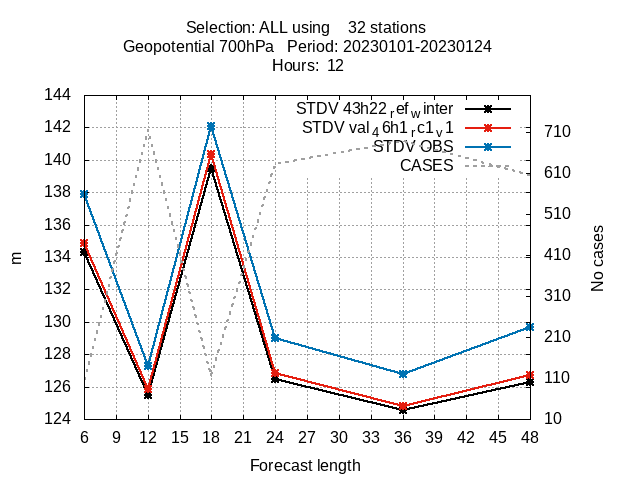 Selection: ALL using 32 stations
Geopotential 700hPa Period: 20230101-20230124
Hours: 12
STDV 43h22refwinter
STDV val46h1rc1v1
STDV OBS
CASES
144
142
140
138
136
134
132
130
128
126
124
m
710
610
510
410
310
210
110
10
No cases
6 9 12 15 18 21 24 27 30 33 36 39 42 45 48
Forecast length